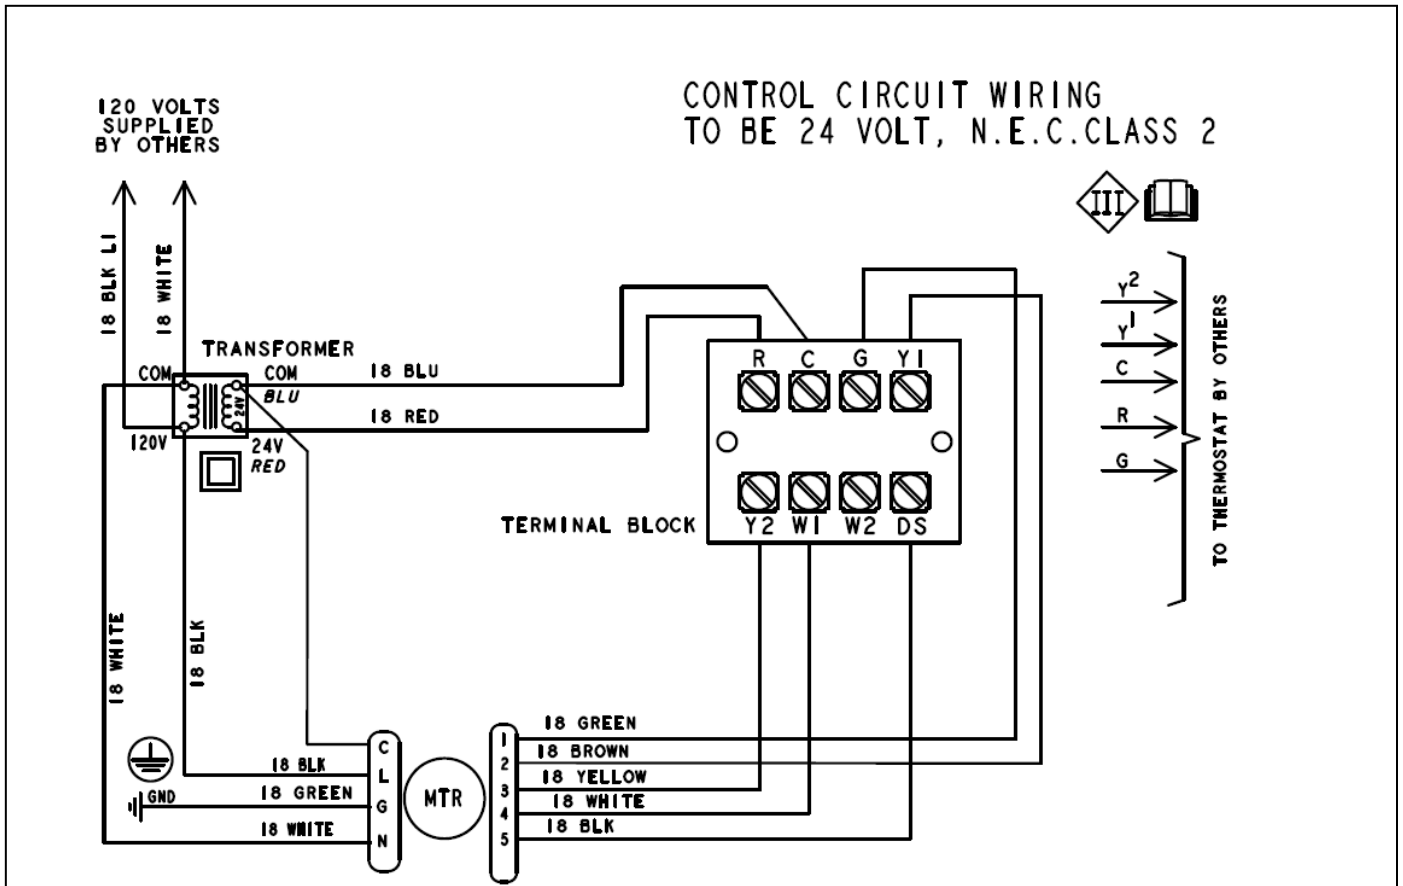 120 VOLTS
SUPPLIED
BY OTHERS
CONTROL CIRCUIT WIRING
TO BE 24 VOLT, N.E.C.CLASS 2
III
18 BLK L1
18 WHITE
TRANSFORMER
COM
COM
BLU
24V
120V
24V
RED
18 BLU
18 RED
R C G Y1
Y2 W1 W2 DS
TERMINAL BLOCK
Y2
Y1
C
R
G
TO THERMOSTAT BY OTHERS
18 WHITE
18 BLK
GND
18 BLK
18 GREEN
18 WHITE
C
L
G
N
MTR
1
2
3
4
5
18 GREEN
18 BROWN
18 YELLOW
18 WHITE
18 BLK